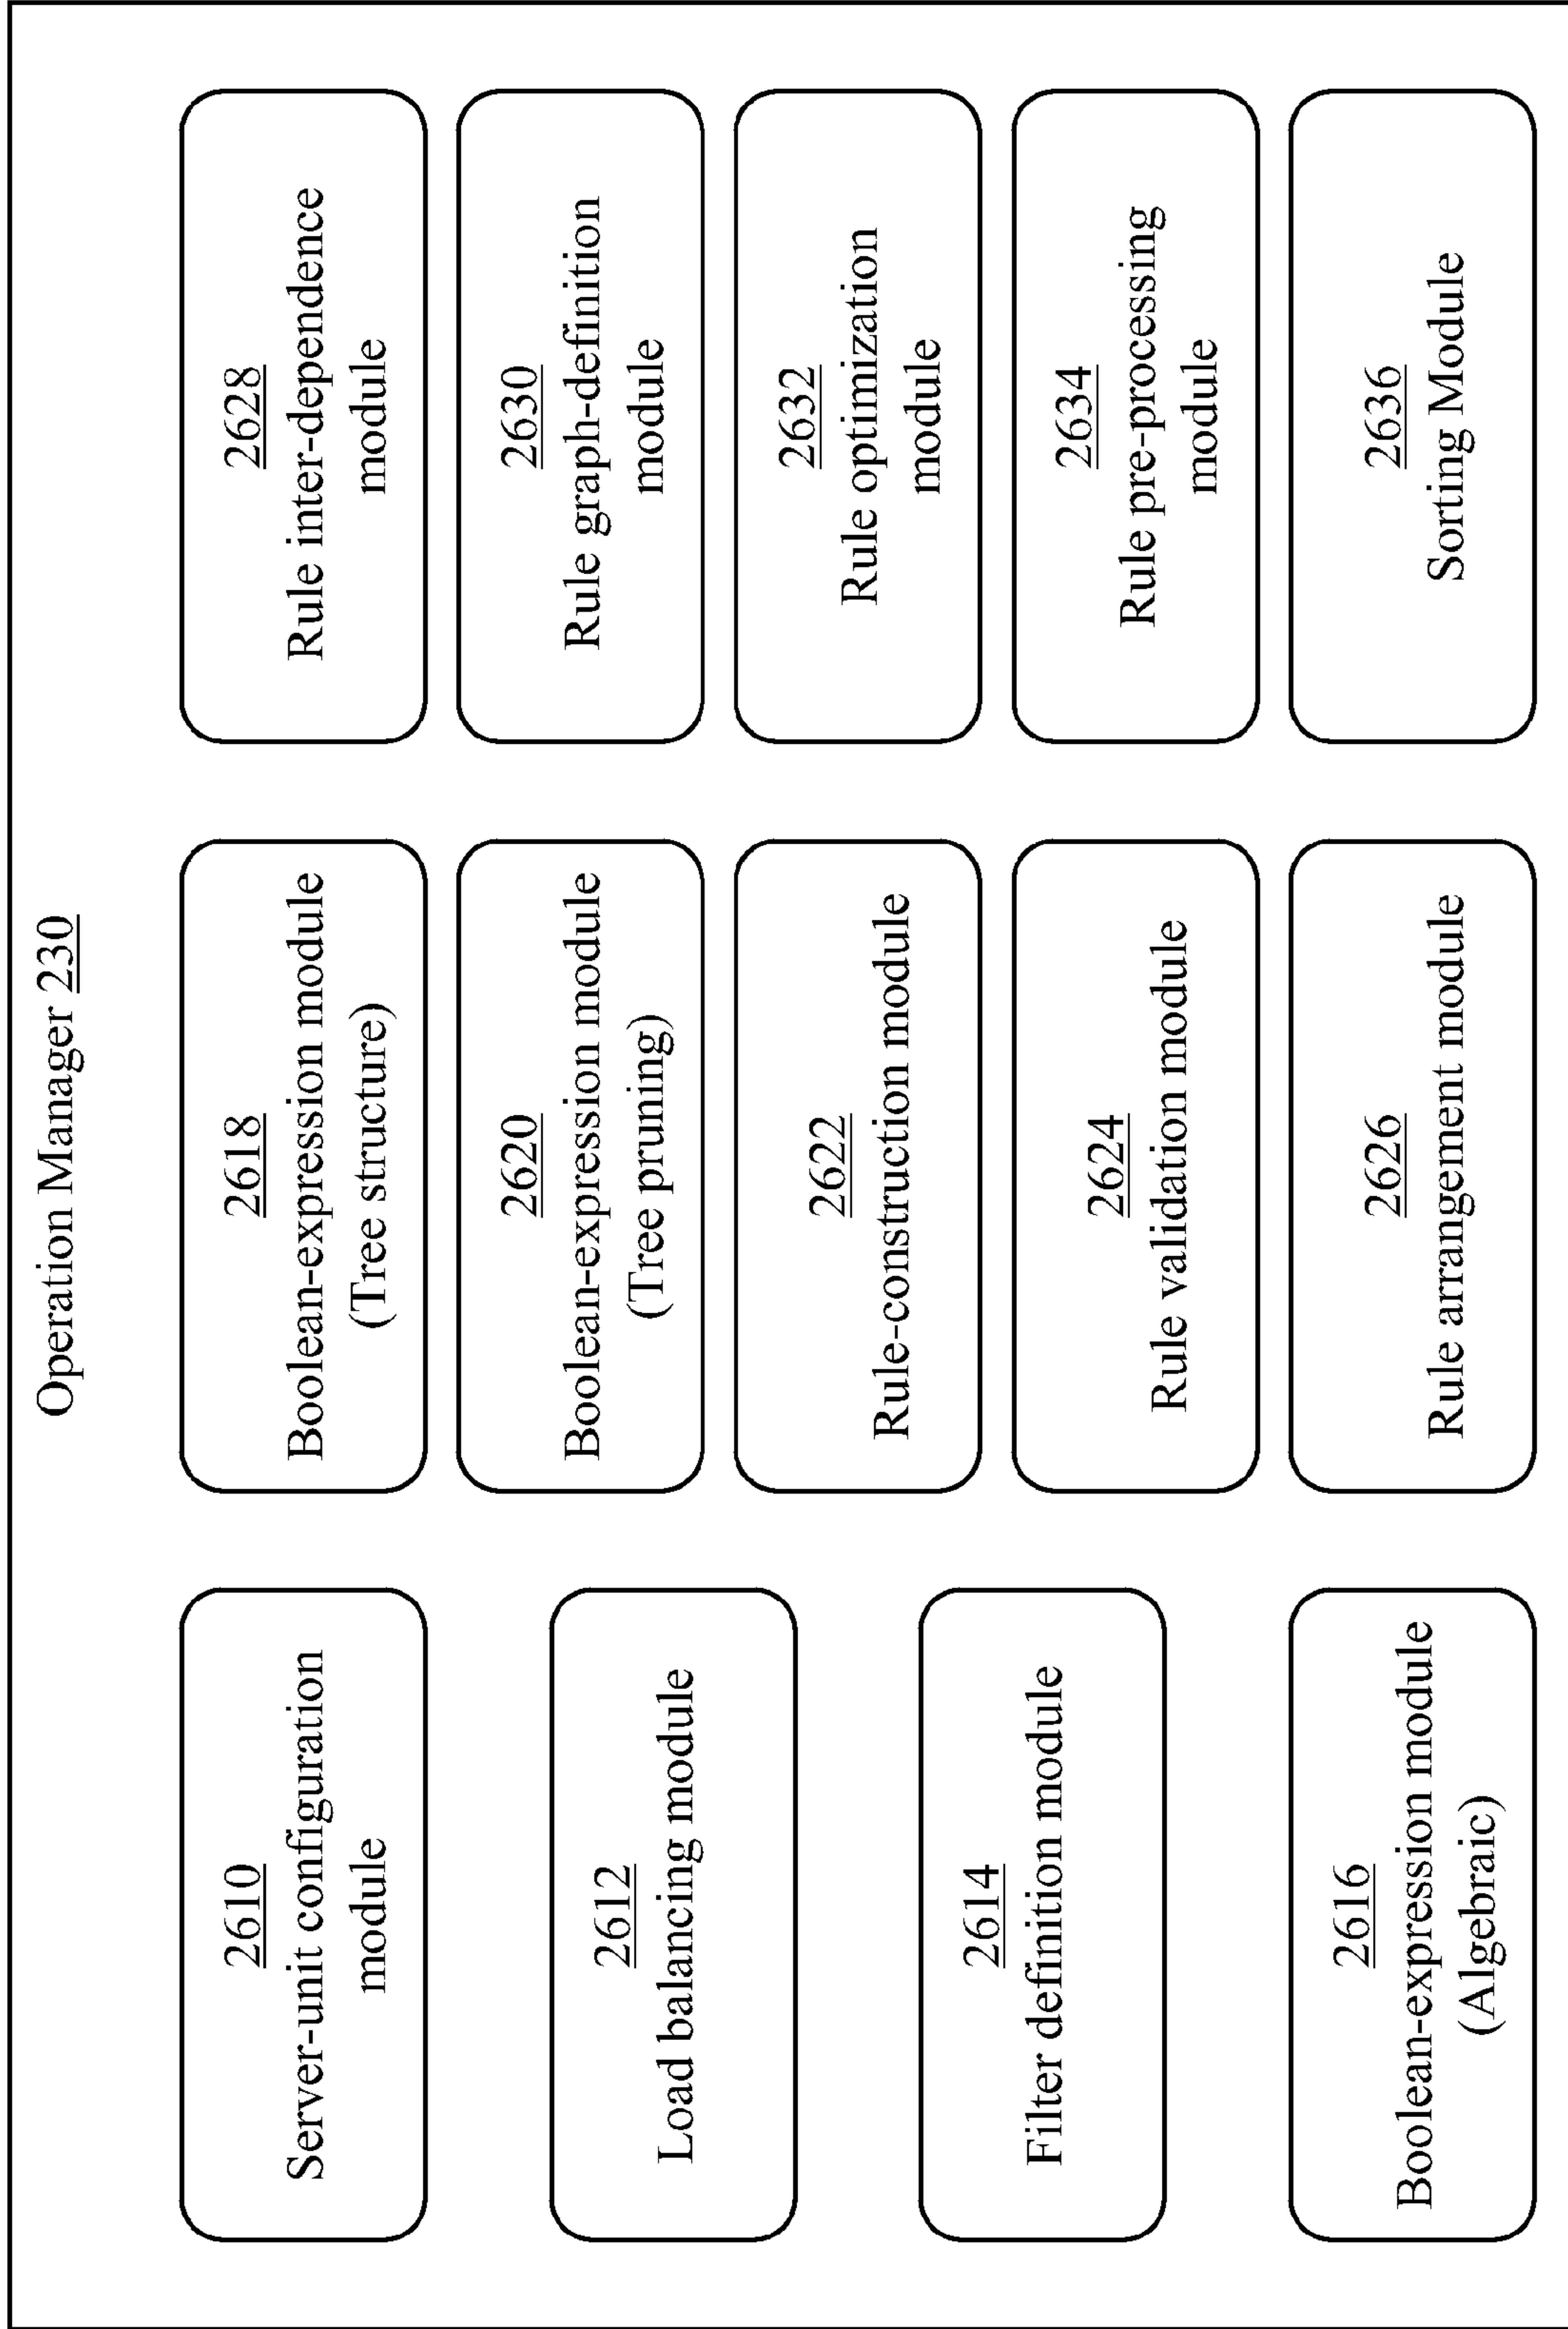 Operation Manager 230
2610
Server-unit configuration
module
2612
Load balancing module
2614
Filter definition module
2616
Boolean-expression module
(Algebraic)
2618
Boolean-expression module
(Tree structure)
2620
Boolean-expression module
(Tree pruning)
2622
Rule-construction module
2624
Rule validation module
2626
Rule arrangement module
2628
Rule inter-dependence
module
2630
Rule graph-definition
module
2632
Rule optimization
module
2634
Rule pre-processing
module
2636
Sorting Module